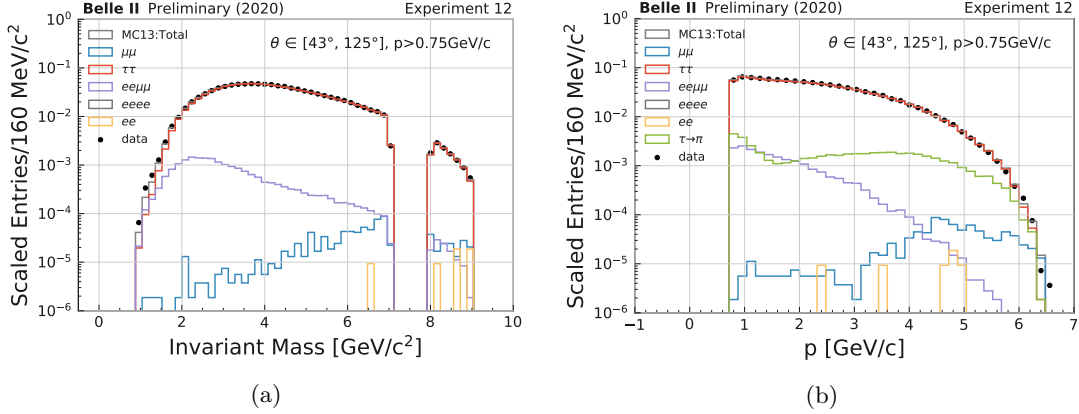 Belle II Preliminary (2020) Experiment 12
θ ∈ [43°, 125°], p>0.75GeV/c
MC13:Total
μμ
ττ
eeμμ
eeee
ee
data
Scaled Entries/160 MeV/c²
10⁰
10⁻¹
10⁻²
10⁻³
10⁻⁴
10⁻⁵
10⁻⁶
0 2 4 6 8 10
Invariant Mass [GeV/c²]
(a)
Belle II Preliminary (2020) Experiment 12
θ ∈ [43°, 125°], p>0.75GeV/c
MC13:Total
μμ
ττ
eeμμ
eeee
ee
τ→π
data
Scaled Entries/160 MeV/c²
10⁰
10⁻¹
10⁻²
10⁻³
10⁻⁴
10⁻⁵
10⁻⁶
−1 0 1 2 3 4 5 6 7
p [GeV/c]
(b)